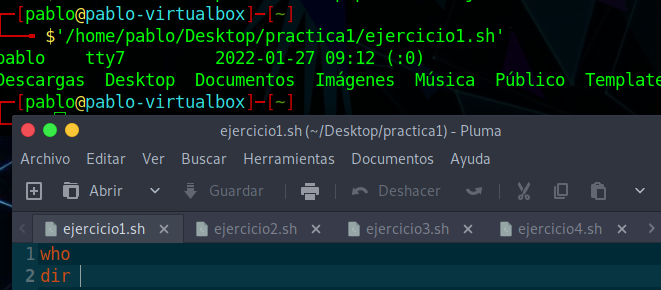 ┌─[pablo@pablo-virtualbox]─[~]
└──╼ $'/home/pablo/Desktop/practica1/ejercicio1.sh'
pablo    tty7         2022-01-27 09:12 (:0)
Descargas  Desktop  Documentos  Imágenes  Música  Público  Template
┌─[pablo@pablo-virtualbox]─[~]
ejercicio1.sh (~/Desktop/practica1) - Pluma
Archivo Editar Ver Buscar Herramientas Documentos Ayuda
Abrir Guardar Deshacer
ejercicio1.sh ejercicio2.sh ejercicio3.sh ejercicio4.sh
1 who
2 dir